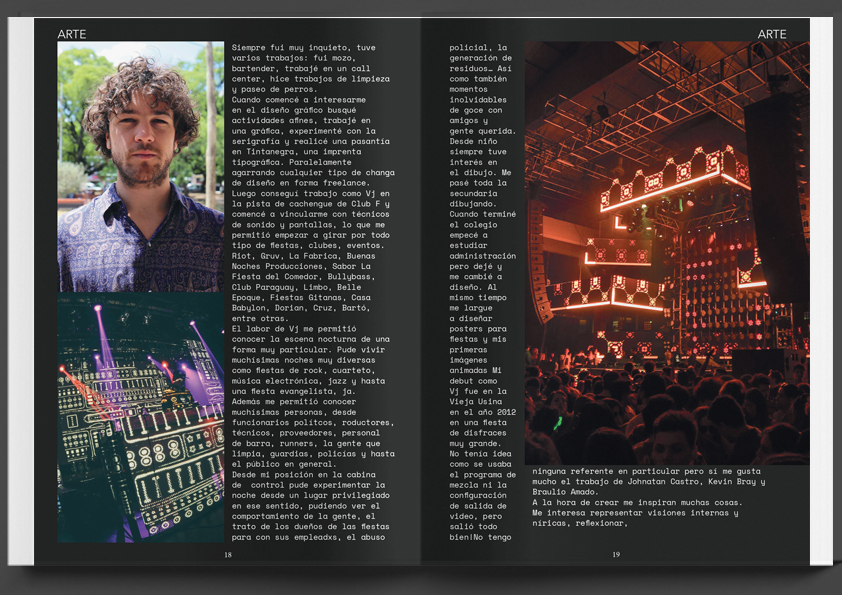 ARTE
Siempre fui muy inquieto, tuve
varios trabajos: fui mozo,
bartender, trabajé en un call
center, hice trabajos de limpieza
y paseo de perros.
Cuando comencé a interesarme
en el diseño gráfico busqué
actividades afines, trabajé en
una gráfica, experimenté con la
serigrafía y realicé una pasantía
en Tintanegra, una imprenta
tipográfica. Paralelamente
agarrando cualquier tipo de changa
de diseño en forma freelance.
Luego conseguí trabajo como Vj en
la pista de cachengue de Club F y
comencé a vincularme con técnicos
de sonido y pantallas, lo que me
permitió empezar a girar por todo
tipo de fiestas, clubes, eventos.
Riot, Gruv, La Fabrica, Buenas
Noches Producciones, Sabor La
Fiesta del Comedor, Bullybass,
Club Paraguay, Limbo, Belle
Epoque, Fiestas Gitanas, Casa
Babylon, Dorian, Cruz, Bartó,
entre otras.
El labor de Vj me permitió
conocer la escena nocturna de una
forma muy particular. Pude vivir
muchísimas noches muy diversas
como fiestas de rock, cuarteto,
música electrónica, jazz y hasta
una fiesta evangelista, ja.
Además me permitió conocer
muchísimas personas, desde
funcionarios polítcos, roductores,
técnicos, proveedores, personal
de barra, runners, la gente que
limpia, guardias, policías y hasta
el público en general.
Desde mi posición en la cabina
de control pude experimentar la
noche desde un lugar privilegiado
en ese sentido, pudiendo ver el
comportamiento de la gente, el
trato de los dueños de las fiestas
para con sus empleadxs, el abuso
18
ARTE
policial, la
generación de
residuos… Así
como también
momentos
inolvidables
de goce con
amigos y
gente querida.
Desde niño
siempre tuve
interés en
el dibujo. Me
pasé toda la
secundaria
dibujando.
Cuando terminé
el colegio
empecé a
estudiar
administración
pero dejé y
me cambié a
diseño. Al
mismo tiempo
me largue
a diseñar
posters para
fiestas y mis
primeras
imágenes
animadas Mi
debut como
Vj fue en la
Vieja Usina
en el año 2012
en una fiesta
de disfraces
muy grande.
No tenía idea
como se usaba
el programa de
mezcla ni la
configuración
de salida de
video, pero
salió todo
bien!No tengo
ninguna referente en particular pero sí me gusta
mucho el trabajo de Johnatan Castro, Kevin Bray y
Braulio Amado.
A la hora de crear me inspiran muchas cosas.
Me interesa representar visiones internas y
niricas, reflexionar,
19